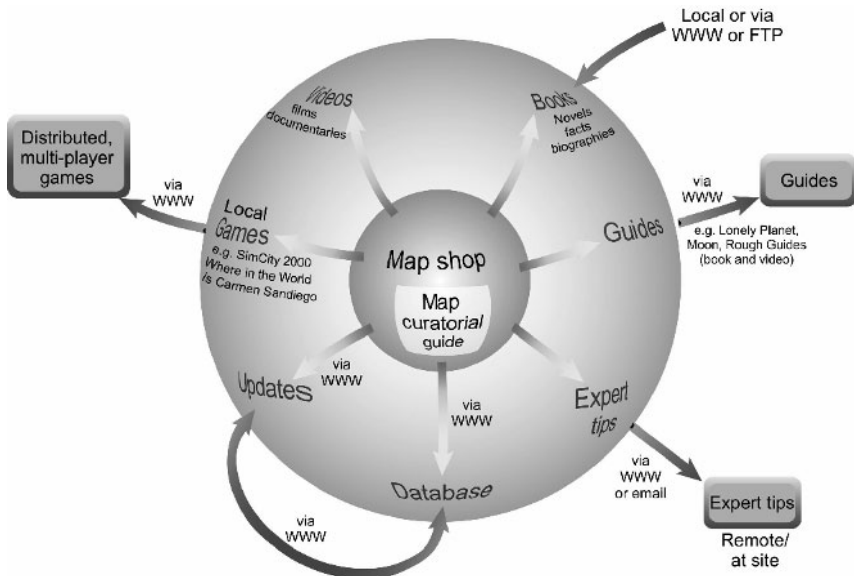 Local or via
WWW or FTP
Videos
films
documentaries
Books
Novels
facts
biographies
Distributed,
multi-player
games
via
WWW
Local
Games
e.g. SimCity 2000
Where in the World
is Carmen Sandiego
Map shop
Map
curatorial
guide
Guides
via
WWW
Guides
e.g. Lonely Planet,
Moon, Rough Guides
(book and video)
Updates
via
WWW
via
WWW
Expert
tips
via
WWW
or email
Expert tips
Remote/
at site
Database
via
WWW